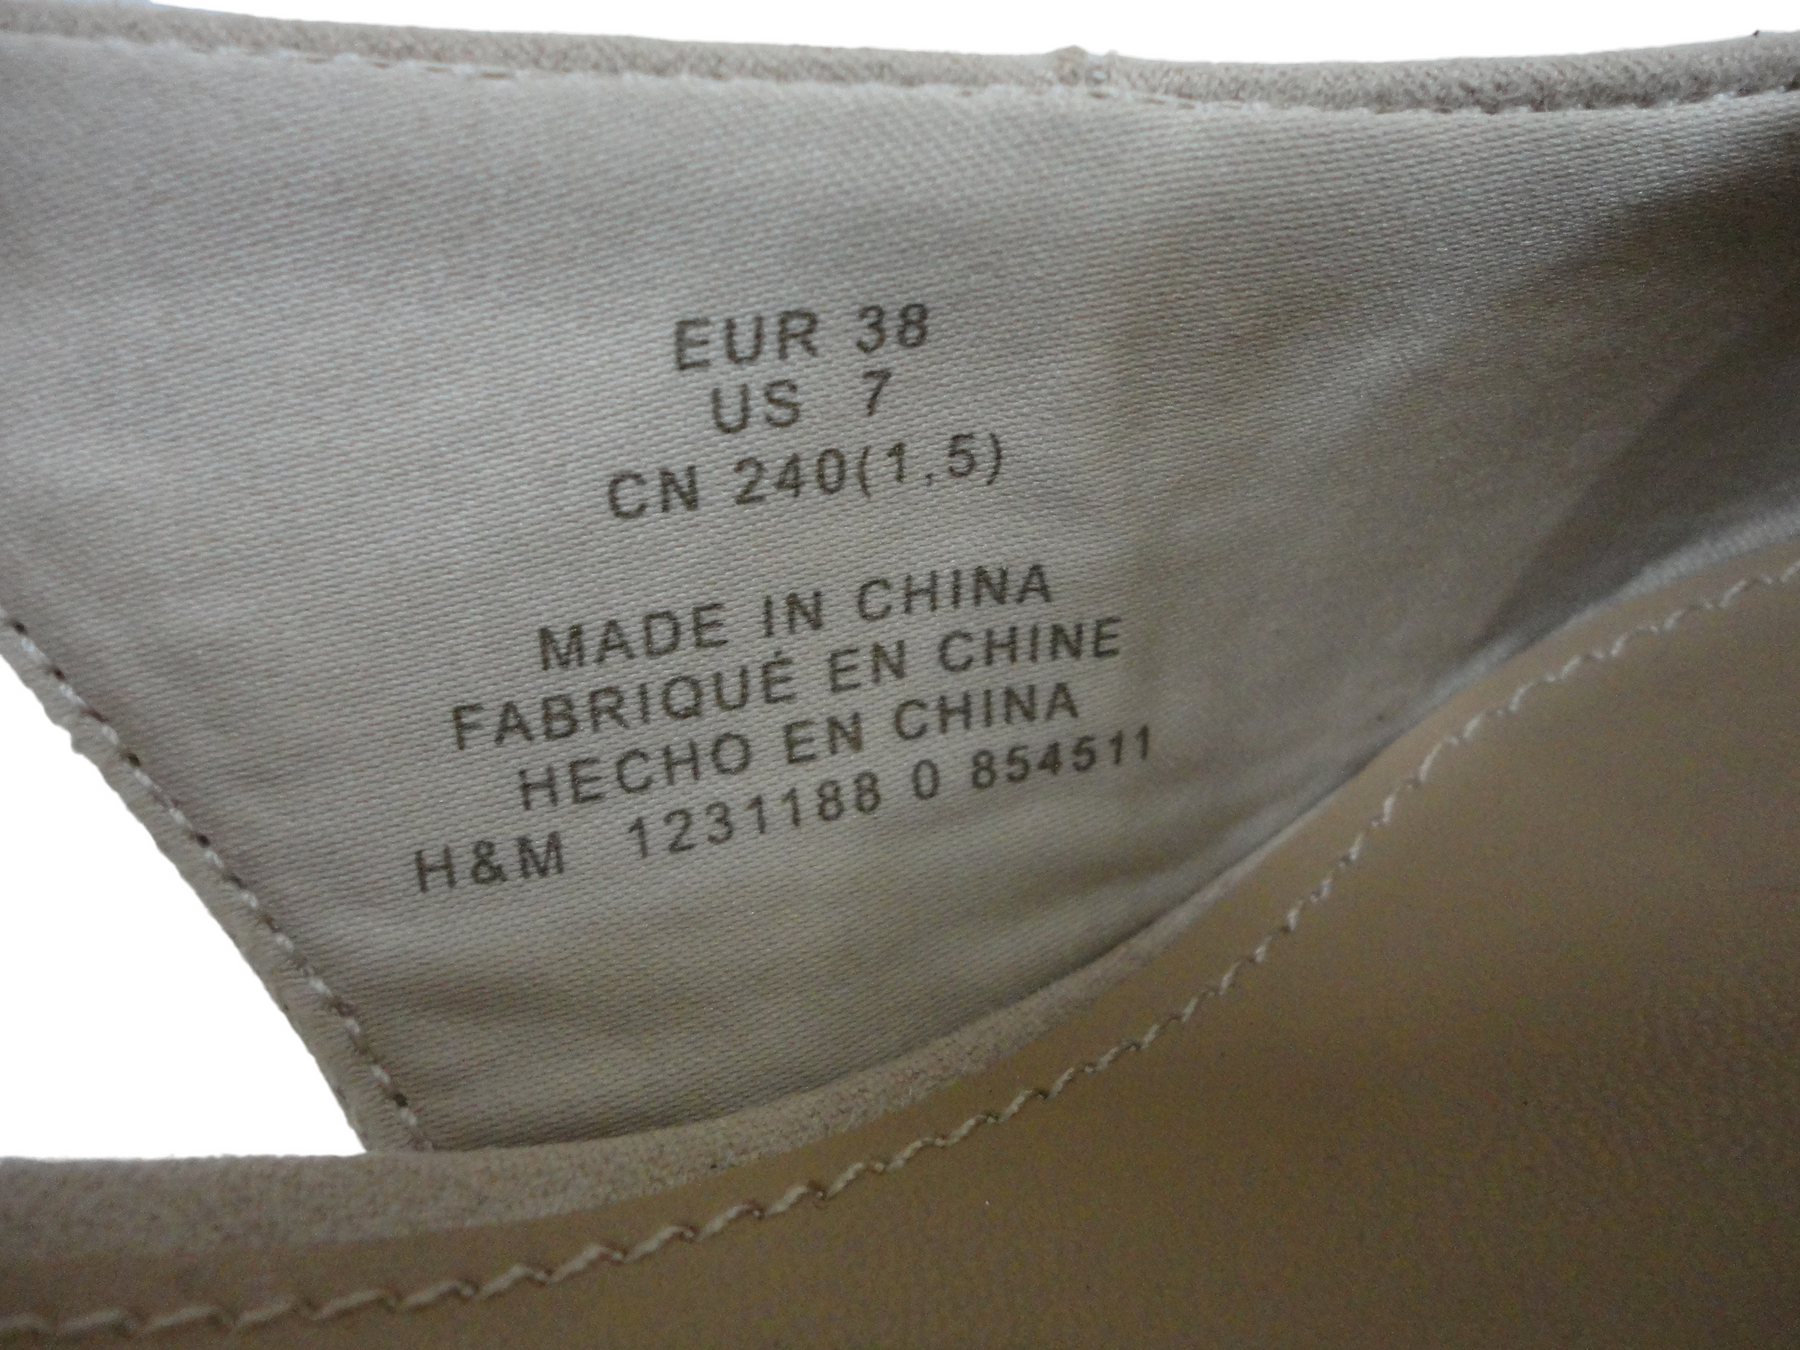 EUR 38
US 7
CN 240(1.5)
MADE IN CHINA
FABRIQUÉ EN CHINE
HECHO EN CHINA
H&M 1231188 0 854511